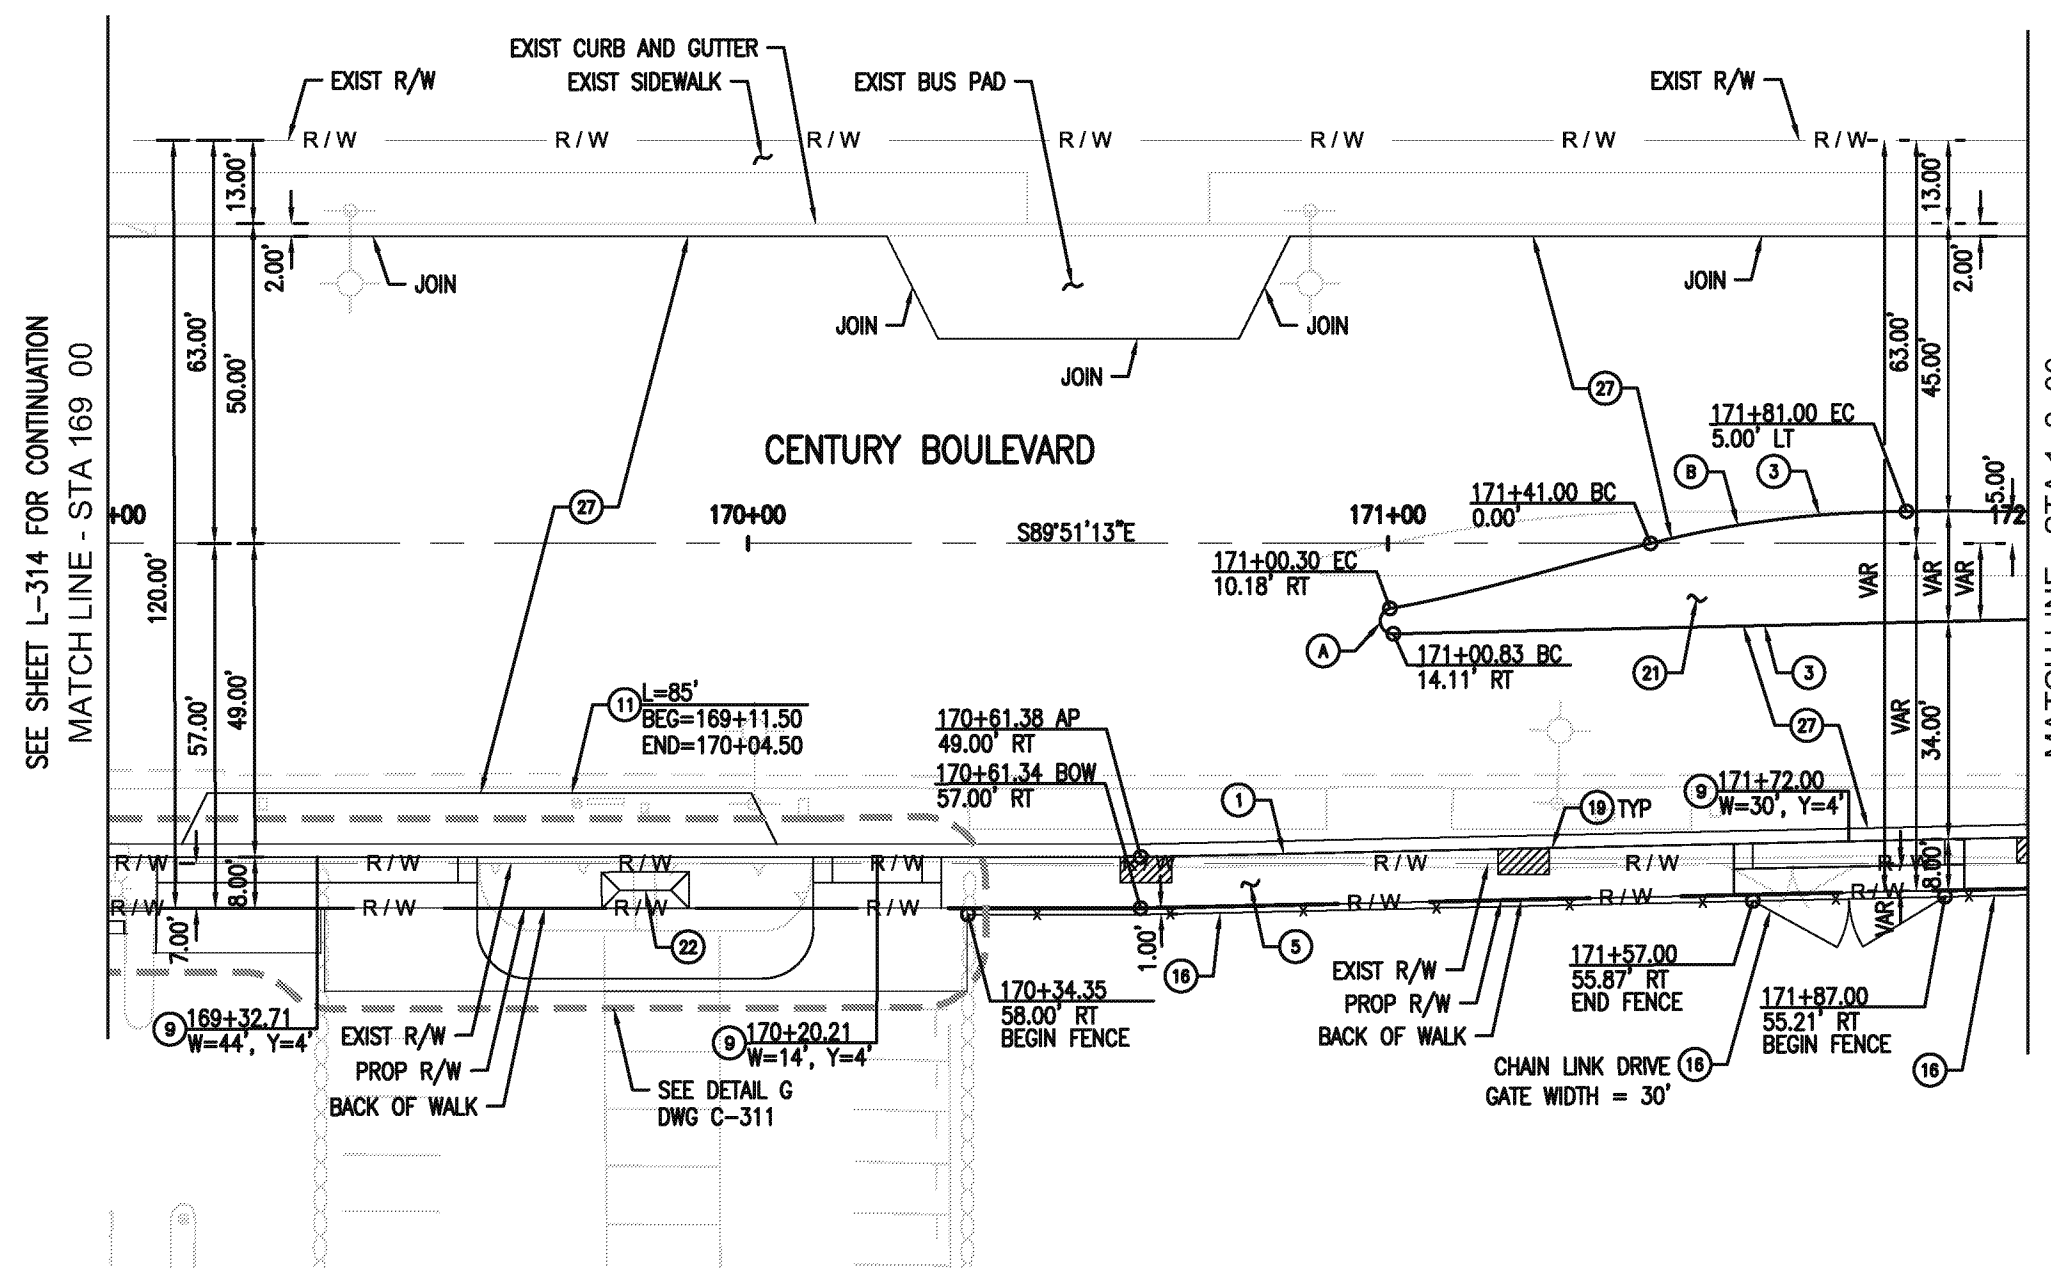 EXIST CURB AND GUTTER
EXIST R/W
EXIST SIDEWALK
EXIST BUS PAD
EXIST R/W
R/W R/W R/W R/W R/W R/W R/W
13.00'
2.00'
63.00'
50.00'
120.00'
57.00'
49.00'
8.00'
7.00'
JOIN
JOIN
JOIN
JOIN
JOIN
13.00'
2.00'
63.00'
45.00'
5.00'
VAR
VAR
VAR
VAR
34.00'
8.00'
VAR
SEE SHEET L-314 FOR CONTINUATION
MATCH LINE - STA 169 00
CENTURY BOULEVARD
27
27
171+81.00 EC
5.00' LT
B
3
171+41.00 BC
0.00'
+00
170+00
S89°51'13"E
171+00
172
171+00.30 EC
10.18' RT
A
171+00.83 BC
14.11' RT
21
3
27
11
L=85'
BEG=169+11.50
END=170+04.50
170+61.38 AP
49.00' RT
170+61.34 BOW
57.00' RT
1
19 TYP
9
171+72.00
W=30', Y=4'
R/W R/W R/W R/W R/W R/W R/W
R/W R/W R/W R/W R/W R/W R/W R/W
22
1.00'
16
5
EXIST R/W
PROP R/W
BACK OF WALK
171+57.00
55.87' RT
END FENCE
171+87.00
55.21' RT
BEGIN FENCE
170+34.35
58.00' RT
BEGIN FENCE
9
169+32.71
W=44', Y=4'
EXIST R/W
PROP R/W
BACK OF WALK
9
170+20.21
W=14', Y=4'
SEE DETAIL G
DWG C-311
CHAIN LINK DRIVE 16
GATE WIDTH = 30'
16